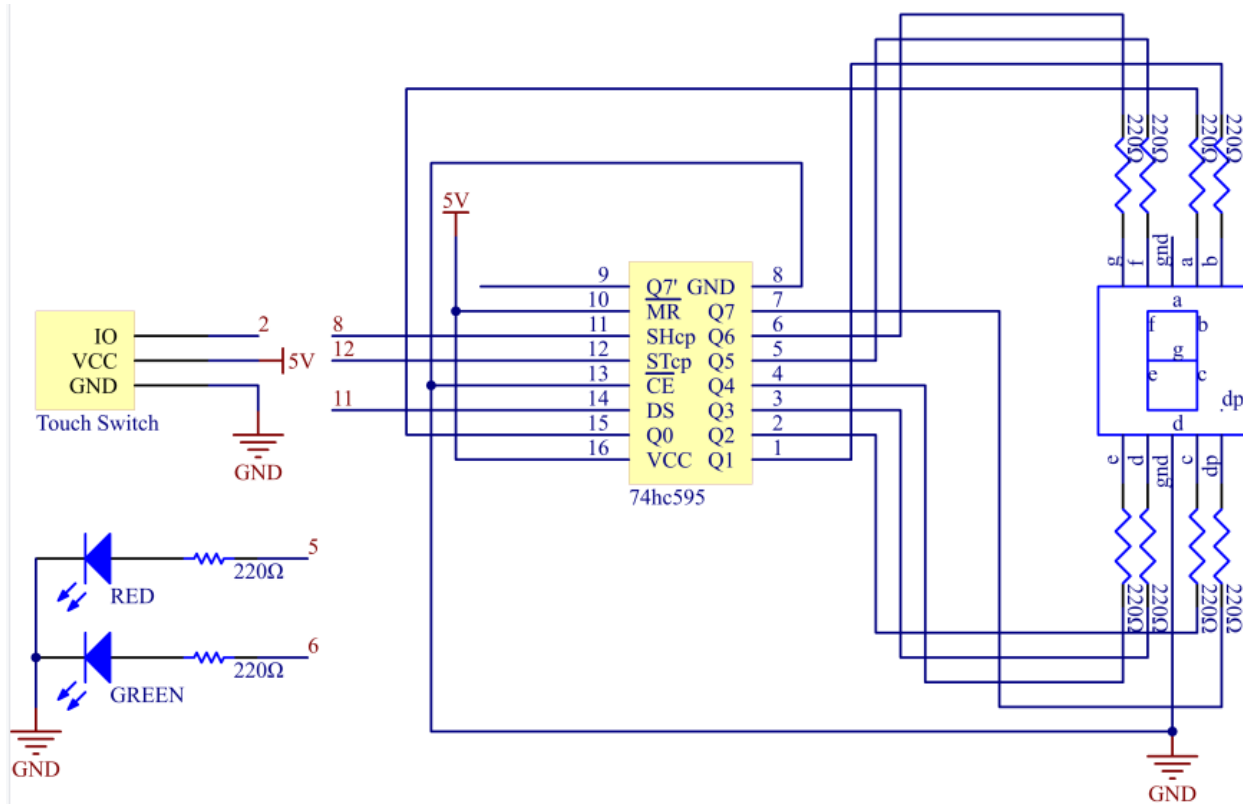 220Ω
220Ω
220Ω
220Ω
5V
g
f
gnd
a
b
9
Q7'
GND
8
10
MR
Q7
7
8
11
SHcp
Q6
6
12
12
STcp
Q5
5
13
CE
Q4
4
11
14
DS
Q3
3
15
Q0
Q2
2
16
VCC
Q1
1
74hc595
IO
2
VCC
5V
GND
Touch Switch
GND
a
f
b
g
e
c
dp
d
e
d
gnd
c
dp
220Ω
220Ω
220Ω
220Ω
5
220Ω
RED
6
220Ω
GREEN
GND
GND